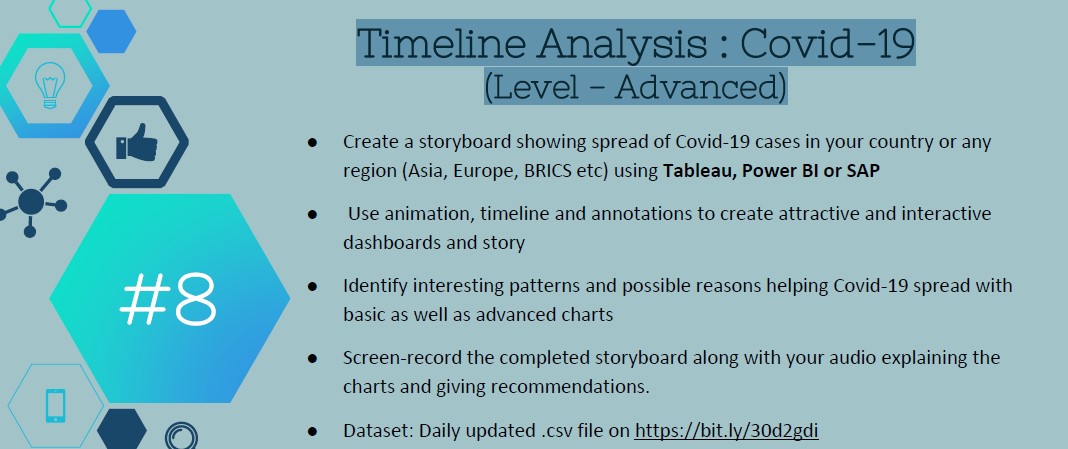 Timeline Analysis : Covid-19
(Level - Advanced)
● Create a storyboard showing spread of Covid-19 cases in your country or any
region (Asia, Europe, BRICS etc) using Tableau, Power BI or SAP
● Use animation, timeline and annotations to create attractive and interactive
dashboards and story
● Identify interesting patterns and possible reasons helping Covid-19 spread with
basic as well as advanced charts
● Screen-record the completed storyboard along with your audio explaining the
charts and giving recommendations.
● Dataset: Daily updated .csv file on https://bit.ly/30d2gdi
#8